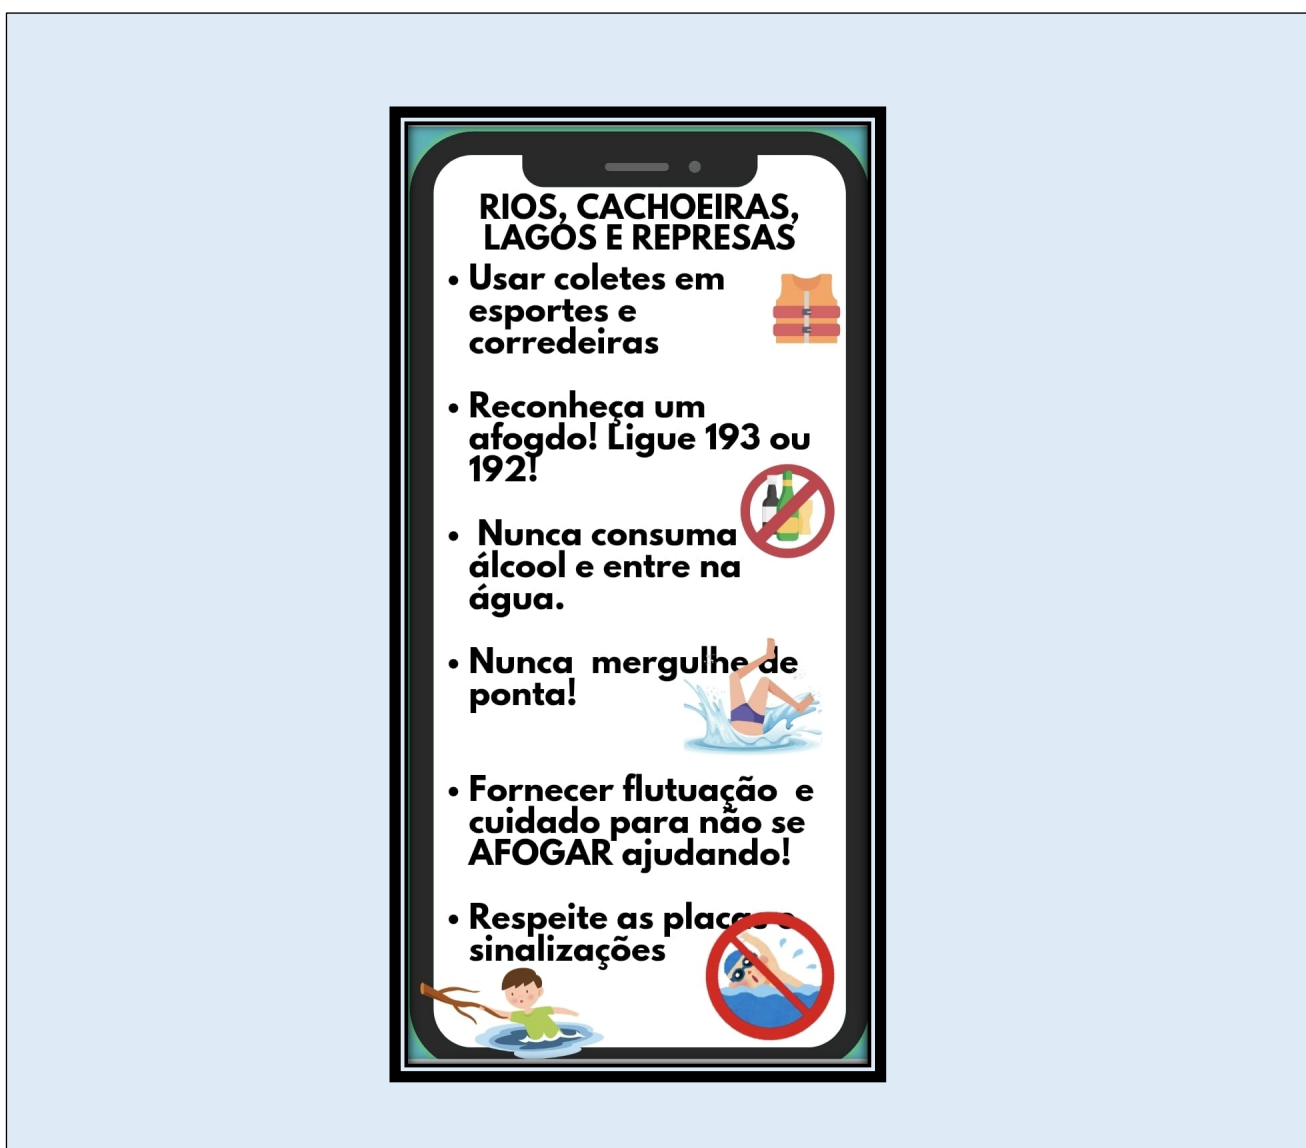 RIOS, CACHOEIRAS,
LAGOS E REPRESAS
• Usar coletes em
esportes e
corredeiras
• Reconheça um
afogdo! Ligue 193 ou
192!
• Nunca consuma
álcool e entre na
água.
• Nunca mergulhe de
ponta!
• Fornecer flutuação e
cuidado para não se
AFOGAR ajudando!
• Respeite as placas e
sinalizações